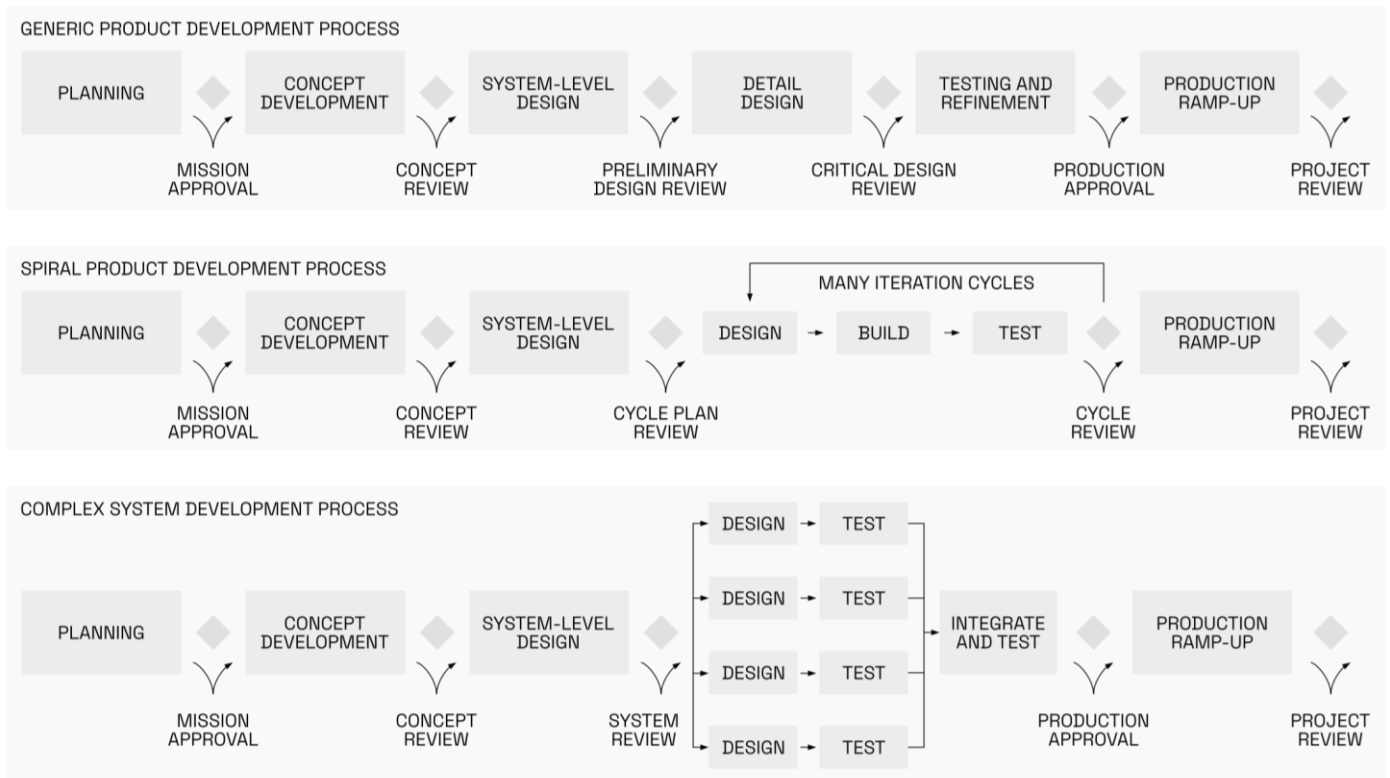 GENERIC PRODUCT DEVELOPMENT PROCESS
PLANNING
CONCEPT
DEVELOPMENT
SYSTEM-LEVEL
DESIGN
DETAIL
DESIGN
TESTING AND
REFINEMENT
PRODUCTION
RAMP-UP
MISSION
APPROVAL
CONCEPT
REVIEW
PRELIMINARY
DESIGN REVIEW
CRITICAL DESIGN
REVIEW
PRODUCTION
APPROVAL
PROJECT
REVIEW
SPIRAL PRODUCT DEVELOPMENT PROCESS
MANY ITERATION CYCLES
PLANNING
CONCEPT
DEVELOPMENT
SYSTEM-LEVEL
DESIGN
DESIGN
BUILD
TEST
PRODUCTION
RAMP-UP
MISSION
APPROVAL
CONCEPT
REVIEW
CYCLE PLAN
REVIEW
CYCLE
REVIEW
PROJECT
REVIEW
COMPLEX SYSTEM DEVELOPMENT PROCESS
PLANNING
CONCEPT
DEVELOPMENT
SYSTEM-LEVEL
DESIGN
DESIGN
TEST
DESIGN
TEST
DESIGN
TEST
DESIGN
TEST
INTEGRATE
AND TEST
PRODUCTION
RAMP-UP
MISSION
APPROVAL
CONCEPT
REVIEW
SYSTEM
REVIEW
PRODUCTION
APPROVAL
PROJECT
REVIEW